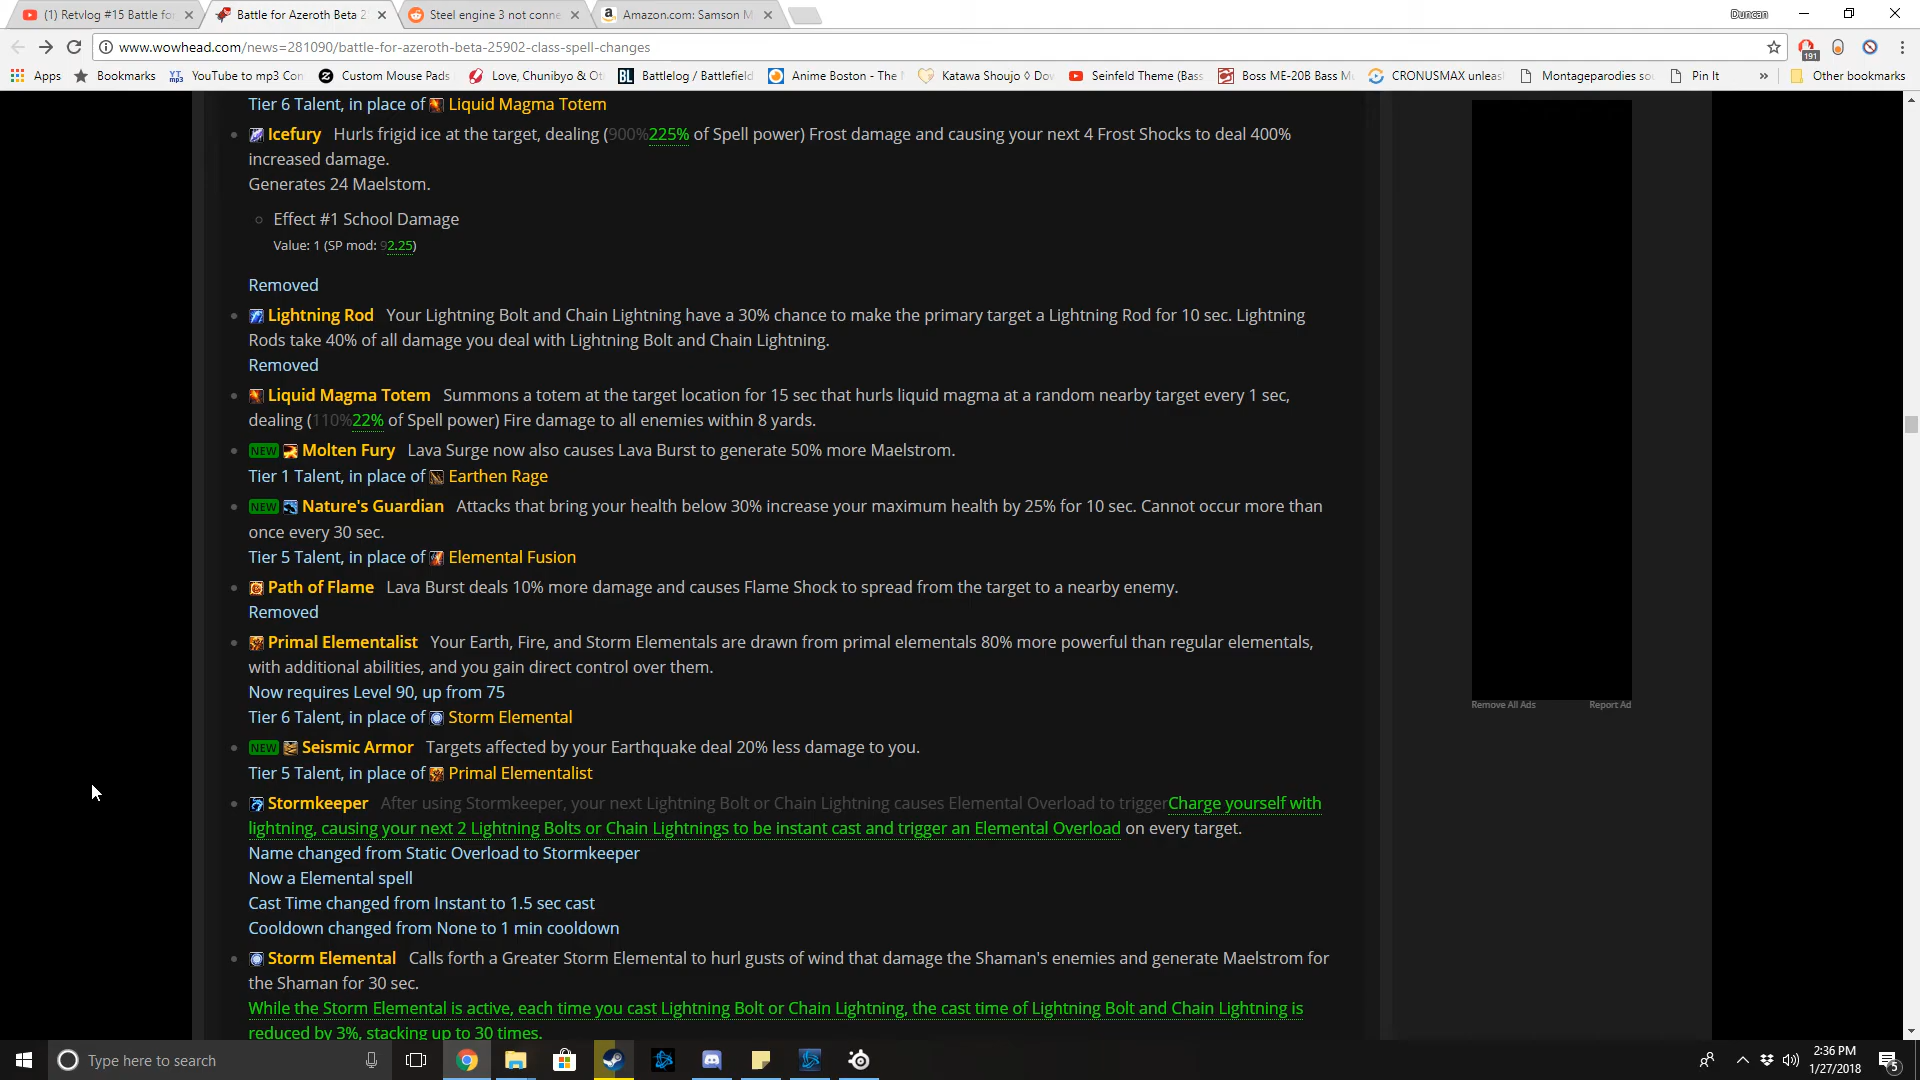 (1) Retvlog #15 Battle for
Battle for Azeroth Beta 2
Steel engine 3 not conne
Amazon.com: Samson M
Duncan
www.wowhead.com/news=281090/battle-for-azeroth-beta-25902-class-spell-changes
191
Apps
Bookmarks
YouTube to mp3 Con
Custom Mouse Pads
Love, Chunibyo & Ot
BL
Battlelog / Battlefield
Anime Boston - The
Katawa Shoujo ◊ Dov
Seinfeld Theme (Bass
Boss ME-20B Bass Mu
CRONUSMAX unleas
Montageparodies so
Pin It
»
Other bookmarks
Tier 6 Talent, in place of Liquid Magma Totem
Icefury Hurls frigid ice at the target, dealing (900%225% of Spell power) Frost damage and causing your next 4 Frost Shocks to deal 400%
increased damage.
Generates 24 Maelstom.
Effect #1 School Damage
Value: 1 (SP mod: 92.25)
Removed
Lightning Rod Your Lightning Bolt and Chain Lightning have a 30% chance to make the primary target a Lightning Rod for 10 sec. Lightning
Rods take 40% of all damage you deal with Lightning Bolt and Chain Lightning.
Removed
Liquid Magma Totem Summons a totem at the target location for 15 sec that hurls liquid magma at a random nearby target every 1 sec,
dealing (110%22% of Spell power) Fire damage to all enemies within 8 yards.
NEW Molten Fury Lava Surge now also causes Lava Burst to generate 50% more Maelstrom.
Tier 1 Talent, in place of Earthen Rage
NEW Nature's Guardian Attacks that bring your health below 30% increase your maximum health by 25% for 10 sec. Cannot occur more than
once every 30 sec.
Tier 5 Talent, in place of Elemental Fusion
Path of Flame Lava Burst deals 10% more damage and causes Flame Shock to spread from the target to a nearby enemy.
Removed
Primal Elementalist Your Earth, Fire, and Storm Elementals are drawn from primal elementals 80% more powerful than regular elementals,
with additional abilities, and you gain direct control over them.
Now requires Level 90, up from 75
Tier 6 Talent, in place of Storm Elemental
NEW Seismic Armor Targets affected by your Earthquake deal 20% less damage to you.
Tier 5 Talent, in place of Primal Elementalist
Stormkeeper After using Stormkeeper, your next Lightning Bolt or Chain Lightning causes Elemental Overload to triggerCharge yourself with
lightning, causing your next 2 Lightning Bolts or Chain Lightnings to be instant cast and trigger an Elemental Overload on every target.
Name changed from Static Overload to Stormkeeper
Now a Elemental spell
Cast Time changed from Instant to 1.5 sec cast
Cooldown changed from None to 1 min cooldown
Storm Elemental Calls forth a Greater Storm Elemental to hurl gusts of wind that damage the Shaman's enemies and generate Maelstrom for
the Shaman for 30 sec.
While the Storm Elemental is active, each time you cast Lightning Bolt or Chain Lightning, the cast time of Lightning Bolt and Chain Lightning is
reduced by 3%, stacking up to 30 times.
Remove All Ads
Report Ad
Type here to search
2:36 PM
1/27/2018
5